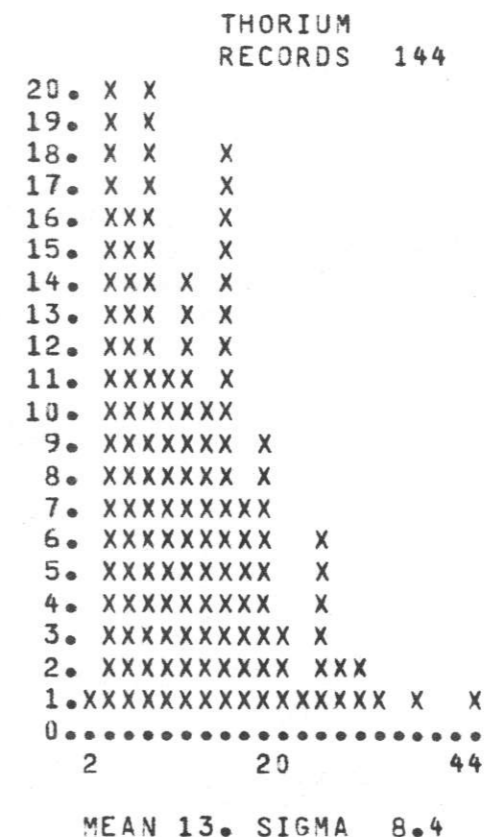 THORIUM
RECORDS 144
20. X X
19. X X
18. X X X
17. X X X
16. XXX X
15. XXX X
14. XXX X X
13. XXX X X
12. XXX X X
11. XXXXX X
10. XXXXXXX
9. XXXXXXX X
8. XXXXXXX X
7. XXXXXXXXX
6. XXXXXXXXX X
5. XXXXXXXXX X
4. XXXXXXXXX X
3. XXXXXXXXXX X
2. XXXXXXXXXX XXX
1.XXXXXXXXXXXXXXXX X X
0......................
2 20 44
MEAN 13. SIGMA 8.4